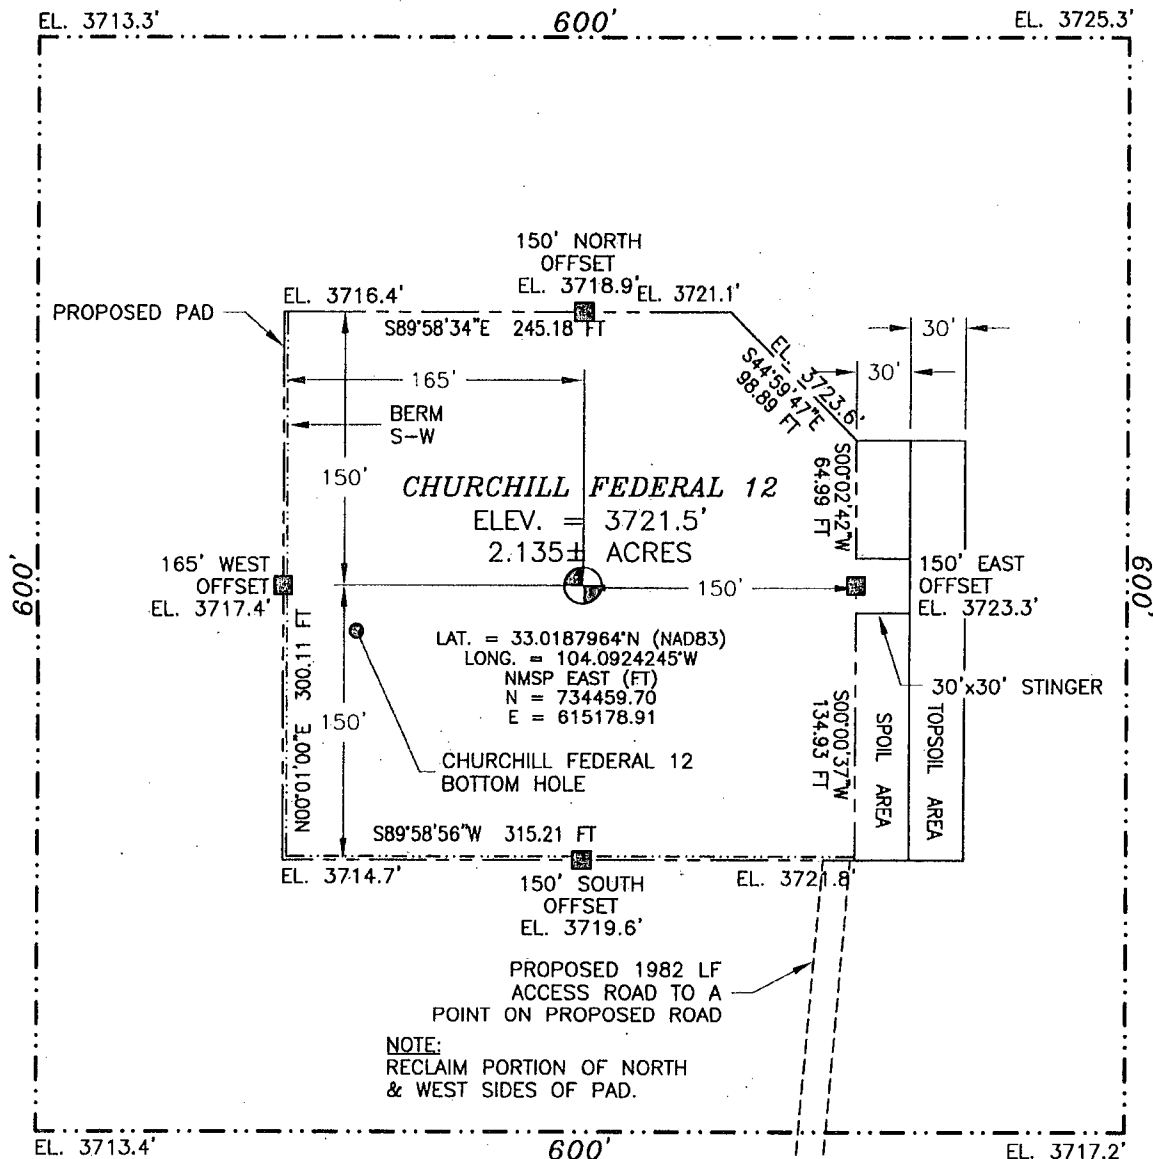 EL. 3713.3'
600'
EL. 3725.3'
150' NORTH
OFFSET
EL. 3718.9'
EL. 3716.4'
EL. 3721.1'
PROPOSED PAD
S89°58'34"E 245.18 FT
30'
30'
EL. 3723.6'
S44°59'47"E
98.89 FT
165'
BERM
S-W
150'
S00°02'42"W
64.99 FT
CHURCHILL FEDERAL 12
ELEV. = 3721.5'
2.135± ACRES
600'
165' WEST
OFFSET
EL. 3717.4'
150'
150' EAST
OFFSET
EL. 3723.3'
600'
LAT. = 33.0187964°N (NAD83)
LONG. = 104.0924245°W
NMSP EAST (FT)
N = 734459.70
E = 615178.91
30'x30' STINGER
N00°01'00"E 300.11 FT
150'
S00°00'37"W
134.93 FT
SPOIL AREA
TOPSOIL AREA
CHURCHILL FEDERAL 12
BOTTOM HOLE
S89°58'56"W 315.21 FT
EL. 3714.7'
EL. 3721.8'
150' SOUTH
OFFSET
EL. 3719.6'
PROPOSED 1982 LF
ACCESS ROAD TO A
POINT ON PROPOSED ROAD
NOTE:
RECLAIM PORTION OF NORTH
& WEST SIDES OF PAD.
EL. 3713.4'
600'
EL. 3717.2'